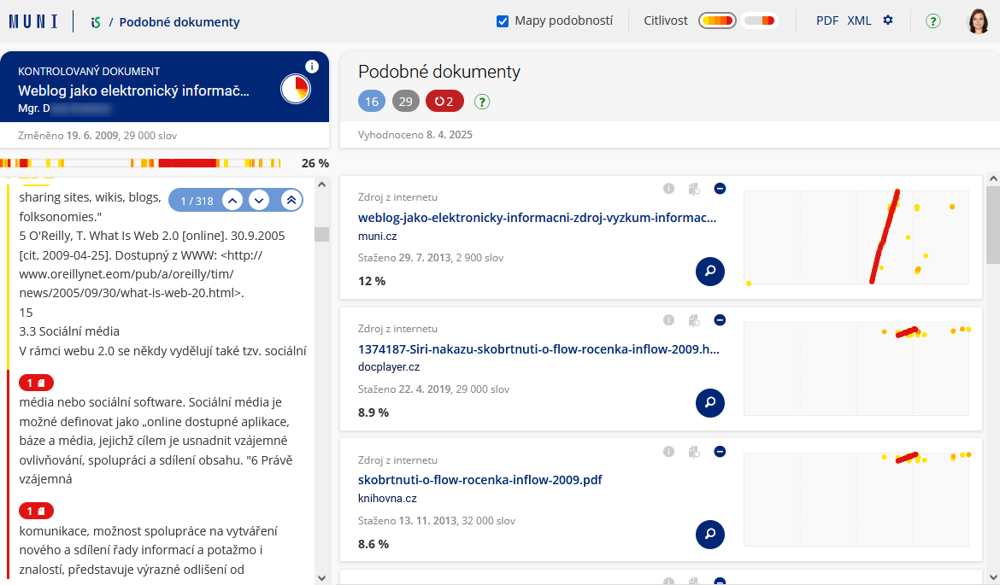 MUNI
is / Podobné dokumenty
Mapy podobností
Citlivost
PDF XML
?
KONTROLOVANÝ DOKUMENT
Weblog jako elektronický informač...
Mgr. D
Změněno 19. 6. 2009, 29 000 slov
26 %
1 / 318
sharing sites, wikis, blogs,
folksonomies."
5 O'Reilly, T. What Is Web 2.0 [online]. 30.9.2005
[cit. 2009-04-25]. Dostupný z WWW: <http://
www.oreillynet.eom/pub/a/oreilly/tim/
news/2005/09/30/what-is-web-20.html>.
15
3.3 Sociální média
V rámci webu 2.0 se někdy vydělují také tzv. sociální
1
média nebo sociální software. Sociální média je
možné definovat jako „online dostupné aplikace,
báze a média, jejichž cílem je usnadnit vzájemné
ovlivňování, spolupráci a sdílení obsahu. "6 Právě
vzájemná
1
komunikace, možnost spolupráce na vytváření
nového a sdílení řady informací a potažmo i
znalostí, představuje výrazné odlišení od
Podobné dokumenty
16 29 2 ?
Vyhodnoceno 8. 4. 2025
Zdroj z internetu
weblog-jako-elektronicky-informacni-zdroj-vyzkum-informac...
muni.cz
Staženo 29. 7. 2013, 2 900 slov
12 %
Zdroj z internetu
1374187-Siri-nakazu-skobrtnuti-o-flow-rocenka-inflow-2009.h...
docplayer.cz
Staženo 22. 4. 2019, 29 000 slov
8.9 %
Zdroj z internetu
skobrtnuti-o-flow-rocenka-inflow-2009.pdf
knihovna.cz
Staženo 13. 11. 2013, 32 000 slov
8.6 %